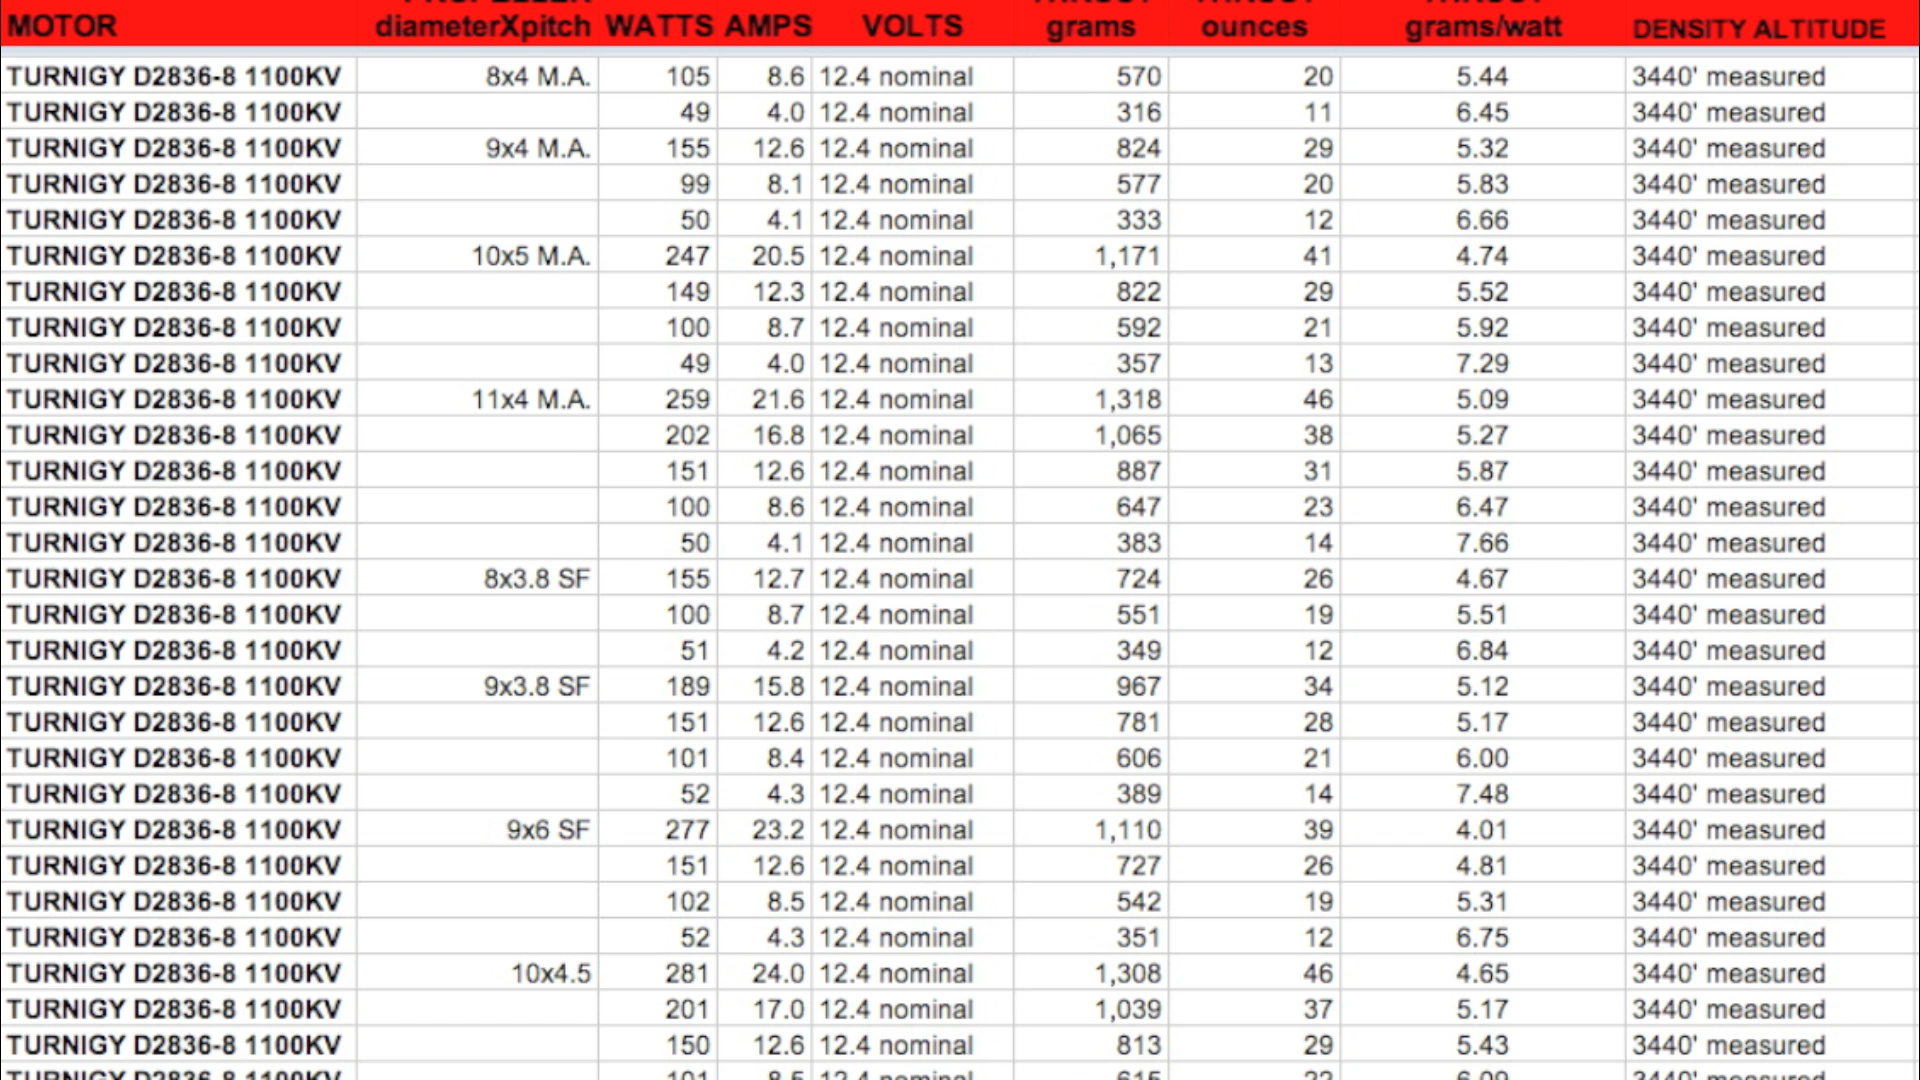 MOTOR diameterXpitch WATTS AMPS VOLTS grams ounces grams/watt DENSITY ALTITUDE
TURNIGY D2836-8 1100KV 8x4 M.A. 105 8.6 12.4 nominal 570 20 5.44 3440' measured
TURNIGY D2836-8 1100KV 49 4.0 12.4 nominal 316 11 6.45 3440' measured
TURNIGY D2836-8 1100KV 9x4 M.A. 155 12.6 12.4 nominal 824 29 5.32 3440' measured
TURNIGY D2836-8 1100KV 99 8.1 12.4 nominal 577 20 5.83 3440' measured
TURNIGY D2836-8 1100KV 50 4.1 12.4 nominal 333 12 6.66 3440' measured
TURNIGY D2836-8 1100KV 10x5 M.A. 247 20.5 12.4 nominal 1,171 41 4.74 3440' measured
TURNIGY D2836-8 1100KV 149 12.3 12.4 nominal 822 29 5.52 3440' measured
TURNIGY D2836-8 1100KV 100 8.7 12.4 nominal 592 21 5.92 3440' measured
TURNIGY D2836-8 1100KV 49 4.0 12.4 nominal 357 13 7.29 3440' measured
TURNIGY D2836-8 1100KV 11x4 M.A. 259 21.6 12.4 nominal 1,318 46 5.09 3440' measured
TURNIGY D2836-8 1100KV 202 16.8 12.4 nominal 1,065 38 5.27 3440' measured
TURNIGY D2836-8 1100KV 151 12.6 12.4 nominal 887 31 5.87 3440' measured
TURNIGY D2836-8 1100KV 100 8.6 12.4 nominal 647 23 6.47 3440' measured
TURNIGY D2836-8 1100KV 50 4.1 12.4 nominal 383 14 7.66 3440' measured
TURNIGY D2836-8 1100KV 8x3.8 SF 155 12.7 12.4 nominal 724 26 4.67 3440' measured
TURNIGY D2836-8 1100KV 100 8.7 12.4 nominal 551 19 5.51 3440' measured
TURNIGY D2836-8 1100KV 51 4.2 12.4 nominal 349 12 6.84 3440' measured
TURNIGY D2836-8 1100KV 9x3.8 SF 189 15.8 12.4 nominal 967 34 5.12 3440' measured
TURNIGY D2836-8 1100KV 151 12.6 12.4 nominal 781 28 5.17 3440' measured
TURNIGY D2836-8 1100KV 101 8.4 12.4 nominal 606 21 6.00 3440' measured
TURNIGY D2836-8 1100KV 52 4.3 12.4 nominal 389 14 7.48 3440' measured
TURNIGY D2836-8 1100KV 9x6 SF 277 23.2 12.4 nominal 1,110 39 4.01 3440' measured
TURNIGY D2836-8 1100KV 151 12.6 12.4 nominal 727 26 4.81 3440' measured
TURNIGY D2836-8 1100KV 102 8.5 12.4 nominal 542 19 5.31 3440' measured
TURNIGY D2836-8 1100KV 52 4.3 12.4 nominal 351 12 6.75 3440' measured
TURNIGY D2836-8 1100KV 10x4.5 281 24.0 12.4 nominal 1,308 46 4.65 3440' measured
TURNIGY D2836-8 1100KV 201 17.0 12.4 nominal 1,039 37 5.17 3440' measured
TURNIGY D2836-8 1100KV 150 12.6 12.4 nominal 813 29 5.43 3440' measured